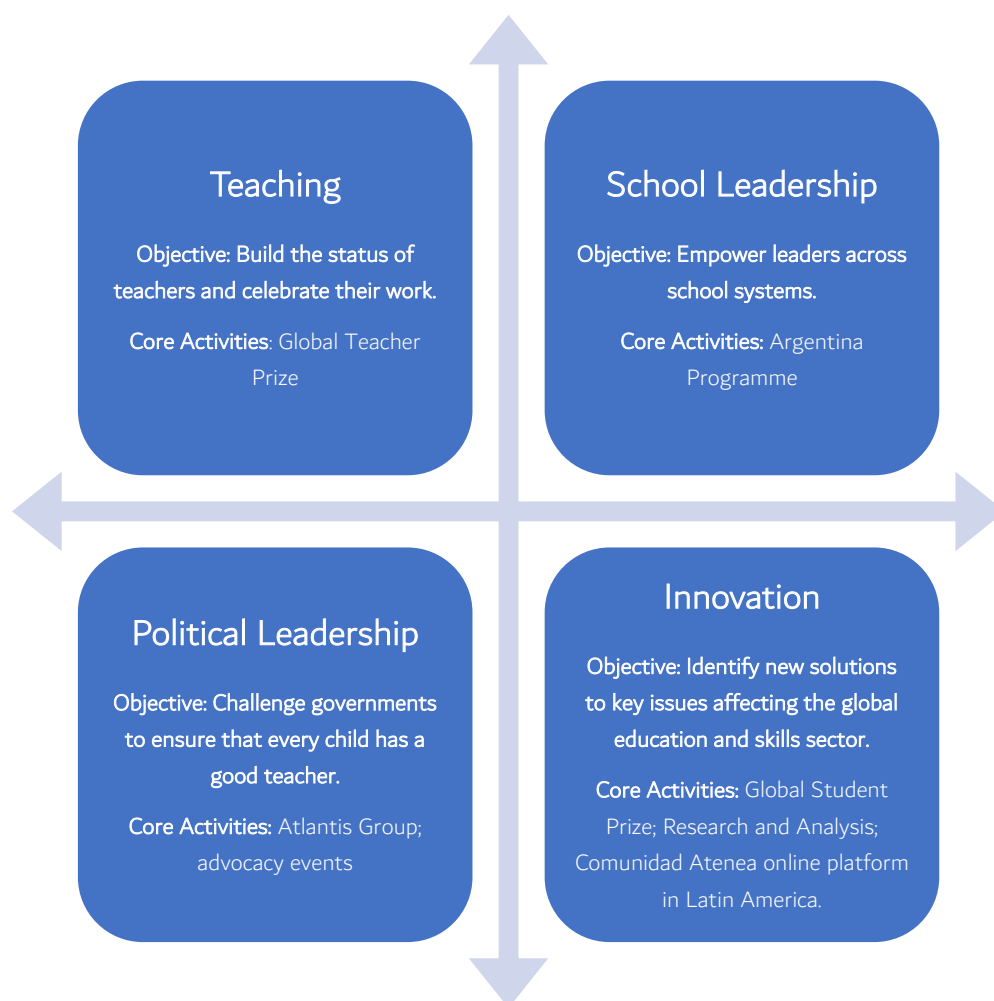 Teaching
Objective: Build the status of
teachers and celebrate their work.
Core Activities: Global Teacher
Prize
School Leadership
Objective: Empower leaders across
school systems.
Core Activities: Argentina
Programme
Political Leadership
Objective: Challenge governments
to ensure that every child has a
good teacher.
Core Activities: Atlantis Group;
advocacy events
Innovation
Objective: Identify new solutions
to key issues affecting the global
education and skills sector.
Core Activities: Global Student
Prize; Research and Analysis;
Comunidad Atenea online platform
in Latin America.